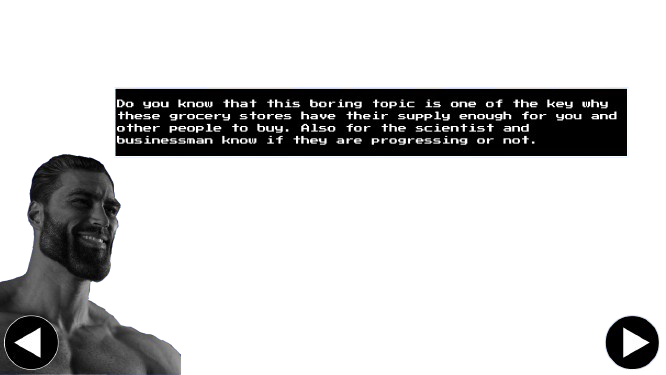 Do you know that this boring topic is one of the key why
these grocery stores have their supply enough for you and
other people to buy. Also for the scientist and
businessman know if they are progressing or not.